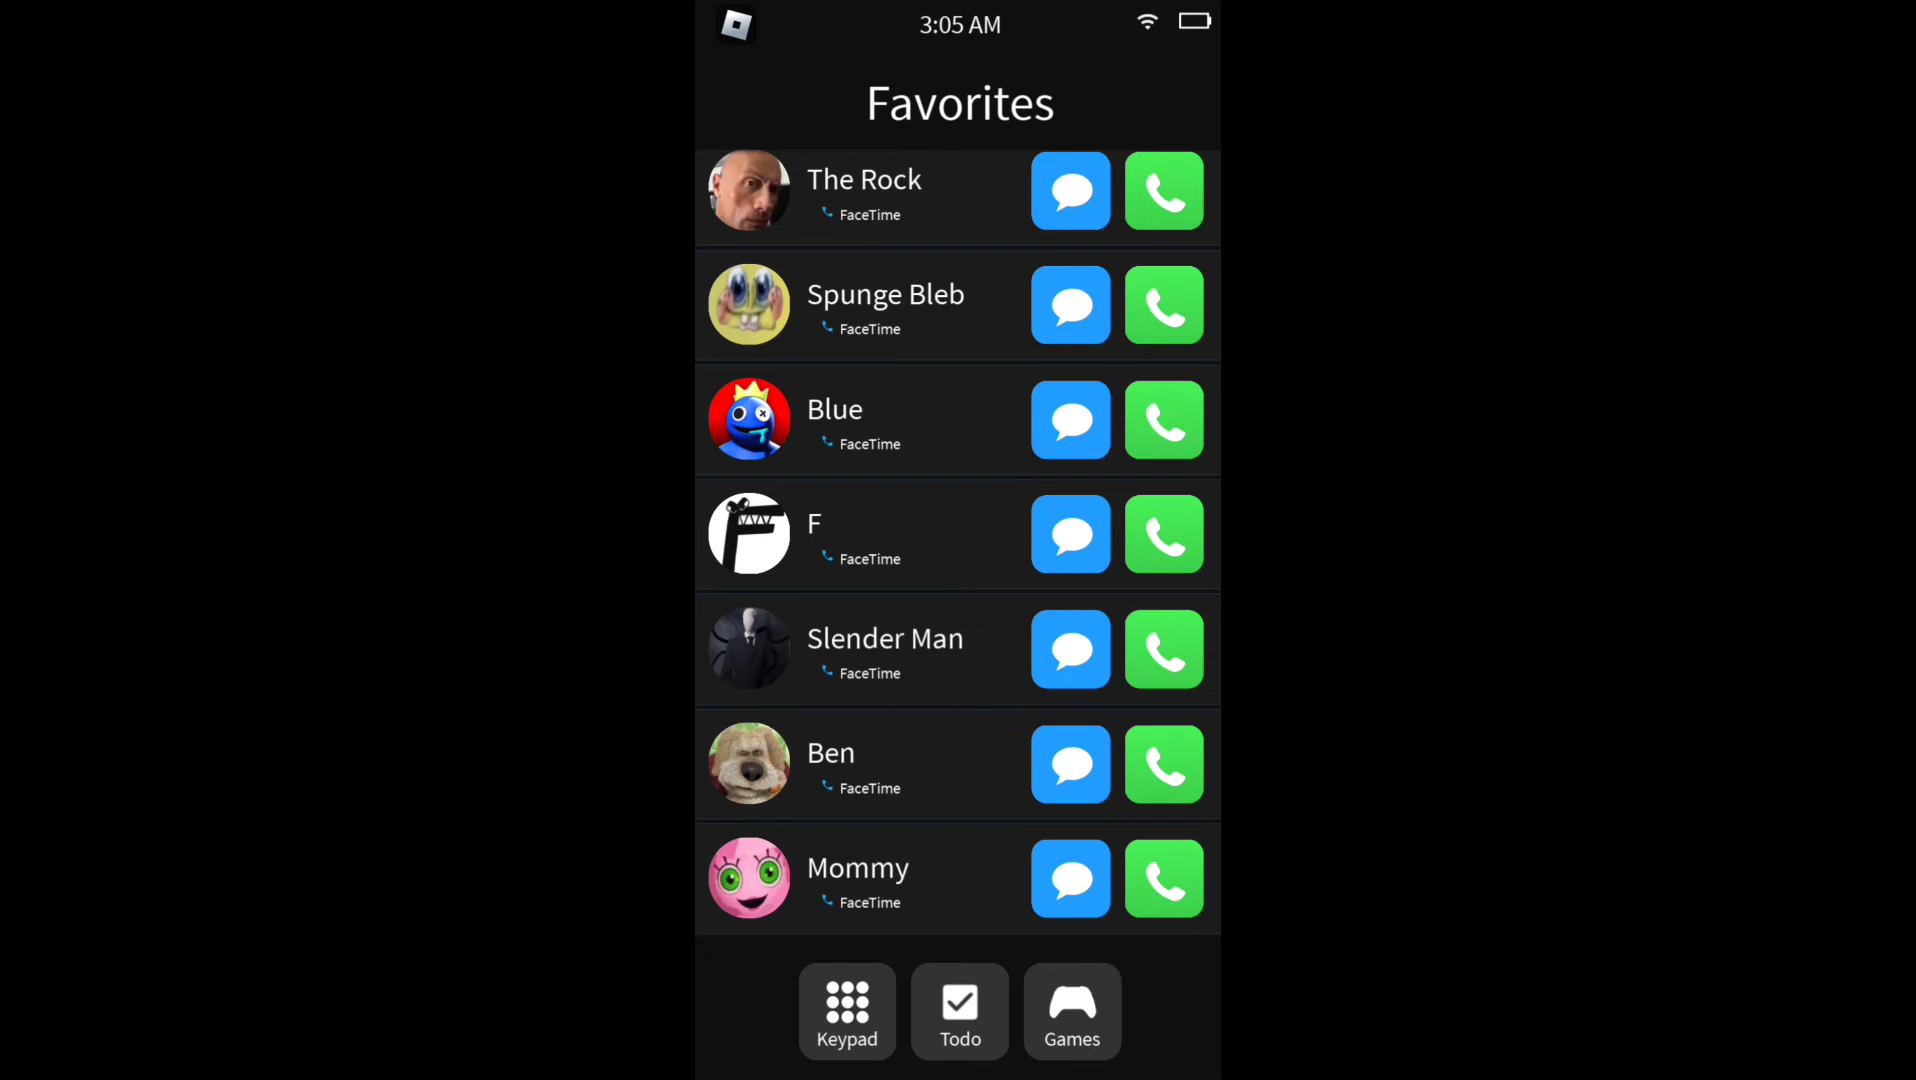 3:05 AM
Favorites
The Rock
FaceTime
Spunge Bleb
FaceTime
Blue
FaceTime
F
FaceTime
Slender Man
FaceTime
Ben
FaceTime
Mommy
FaceTime
Keypad
Todo
Games